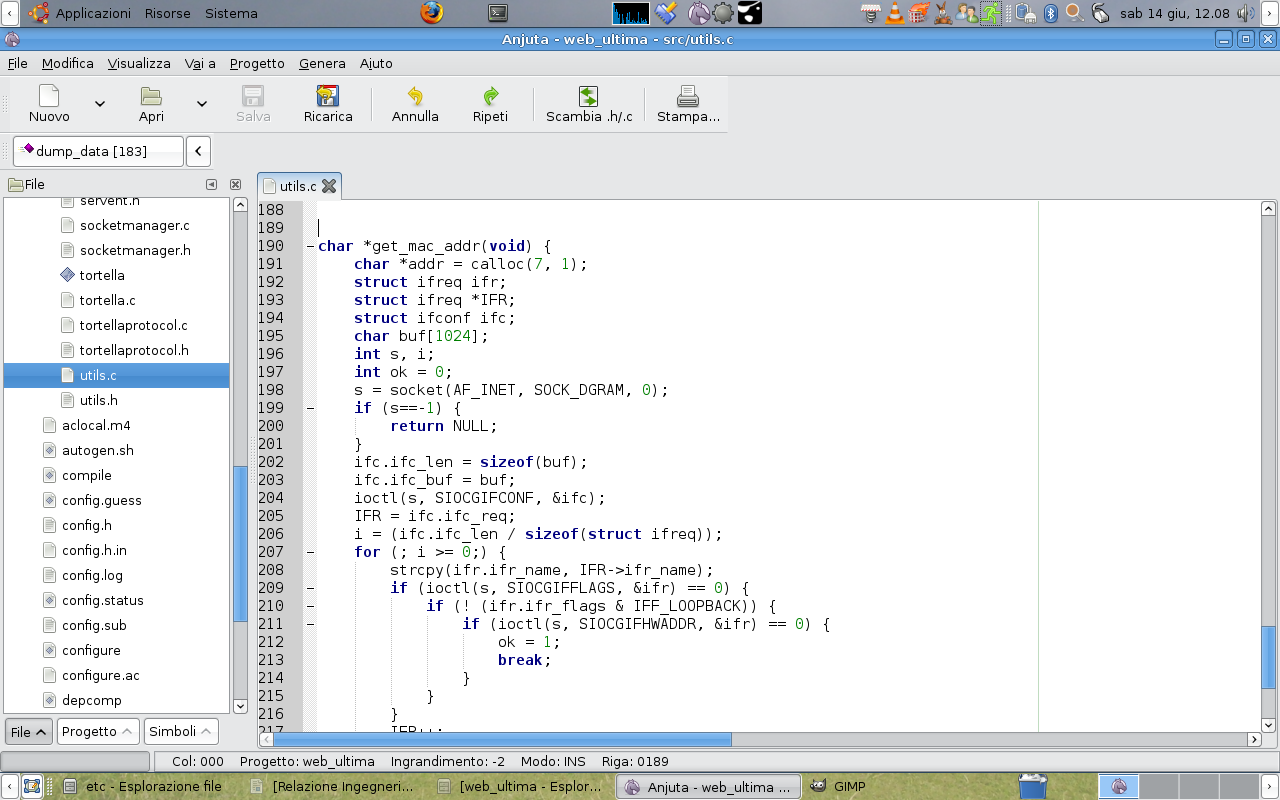 Applicazioni Risorse Sistema sab 14 giu, 12.08
Anjuta - web_ultima - src/utils.c
File Modifica Visualizza Vai a Progetto Genera Aiuto
Nuovo Apri Salva Ricarica Annulla Ripeti Scambia .h/.c Stampa...
dump_data [183]
File
servent.h
socketmanager.c
socketmanager.h
tortella
tortella.c
tortellaprotocol.c
tortellaprotocol.h
utils.c
utils.h
aclocal.m4
autogen.sh
compile
config.guess
config.h
config.h.in
config.log
config.status
config.sub
configure
configure.ac
depcomp
File Progetto Simboli
utils.c
188
189
190 char *get_mac_addr(void) {
191     char *addr = calloc(7, 1);
192     struct ifreq ifr;
193     struct ifreq *IFR;
194     struct ifconf ifc;
195     char buf[1024];
196     int s, i;
197     int ok = 0;
198     s = socket(AF_INET, SOCK_DGRAM, 0);
199     if (s==-1) {
200         return NULL;
201     }
202     ifc.ifc_len = sizeof(buf);
203     ifc.ifc_buf = buf;
204     ioctl(s, SIOCGIFCONF, &ifc);
205     IFR = ifc.ifc_req;
206     i = (ifc.ifc_len / sizeof(struct ifreq));
207     for (; i >= 0;) {
208         strcpy(ifr.ifr_name, IFR->ifr_name);
209         if (ioctl(s, SIOCGIFFLAGS, &ifr) == 0) {
210             if (! (ifr.ifr_flags & IFF_LOOPBACK)) {
211                 if (ioctl(s, SIOCGIFHWADDR, &ifr) == 0) {
212                     ok = 1;
213                     break;
214                 }
215             }
216         }
217         IFR++;
Col: 000 Progetto: web_ultima Ingrandimento: -2 Modo: INS Riga: 0189
etc - Esplorazione file [Relazione Ingegneri... [web_ultima - Esplor... Anjuta - web_ultima ... GIMP